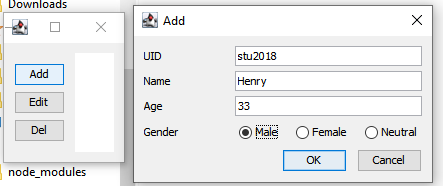 Downloads
Add
Edit
Del
node_modules
Add
UID stu2018
Name Henry
Age 33
Gender Male Female Neutral
OK Cancel